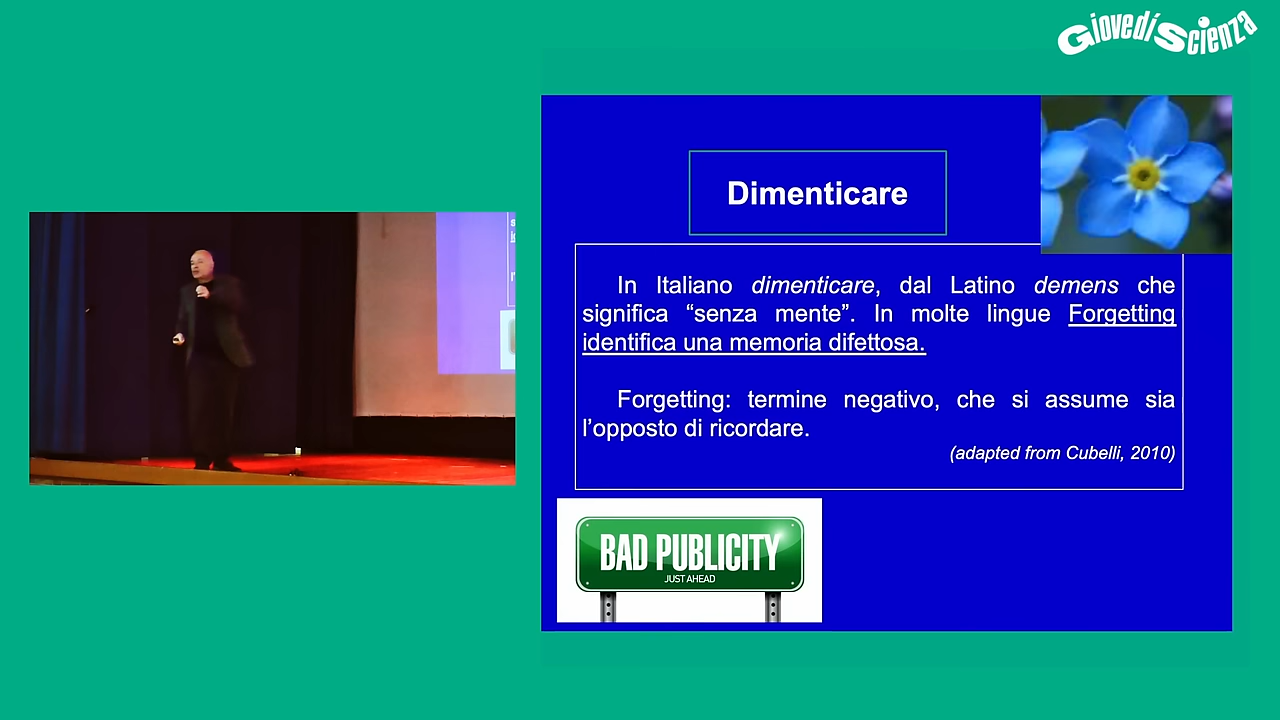 GiovedìScienza
Dimenticare
In Italiano dimenticare, dal Latino demens che
significa “senza mente”. In molte lingue Forgetting
identifica una memoria difettosa.
Forgetting: termine negativo, che si assume sia
l’opposto di ricordare.
(adapted from Cubelli, 2010)
BAD PUBLICITY
JUST AHEAD